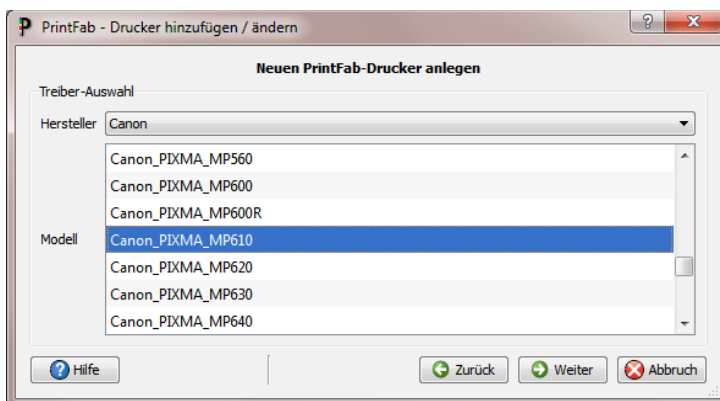 PrintFab - Drucker hinzufügen / ändern
Neuen PrintFab-Drucker anlegen
Treiber-Auswahl
Hersteller Canon
Canon_PIXMA_MP560
Canon_PIXMA_MP600
Canon_PIXMA_MP600R
Modell Canon_PIXMA_MP610
Canon_PIXMA_MP620
Canon_PIXMA_MP630
Canon_PIXMA_MP640
Hilfe Zurück Weiter Abbruch